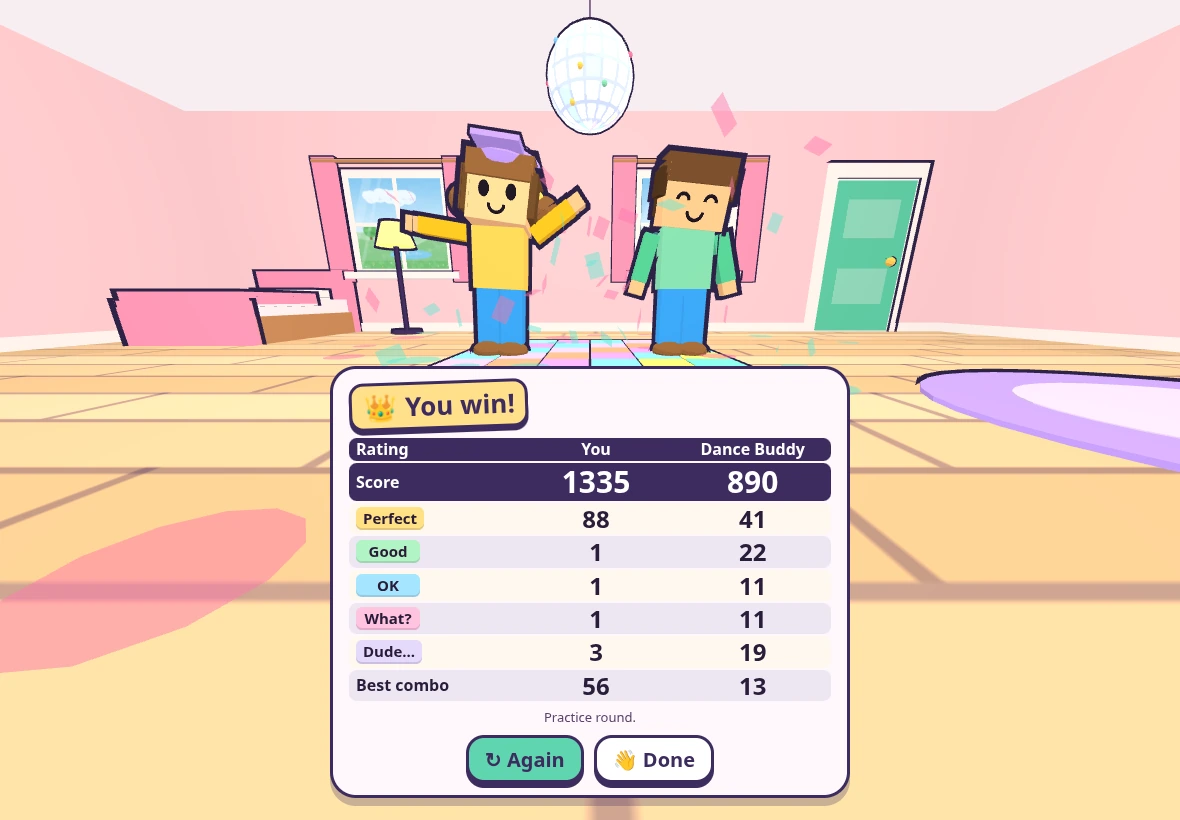 👑 You win!
Rating You Dance Buddy
Score 1335 890
Perfect 88 41
Good 1 22
OK 1 11
What? 1 11
Dude... 3 19
Best combo 56 13
Practice round.
↻ Again 👋 Done